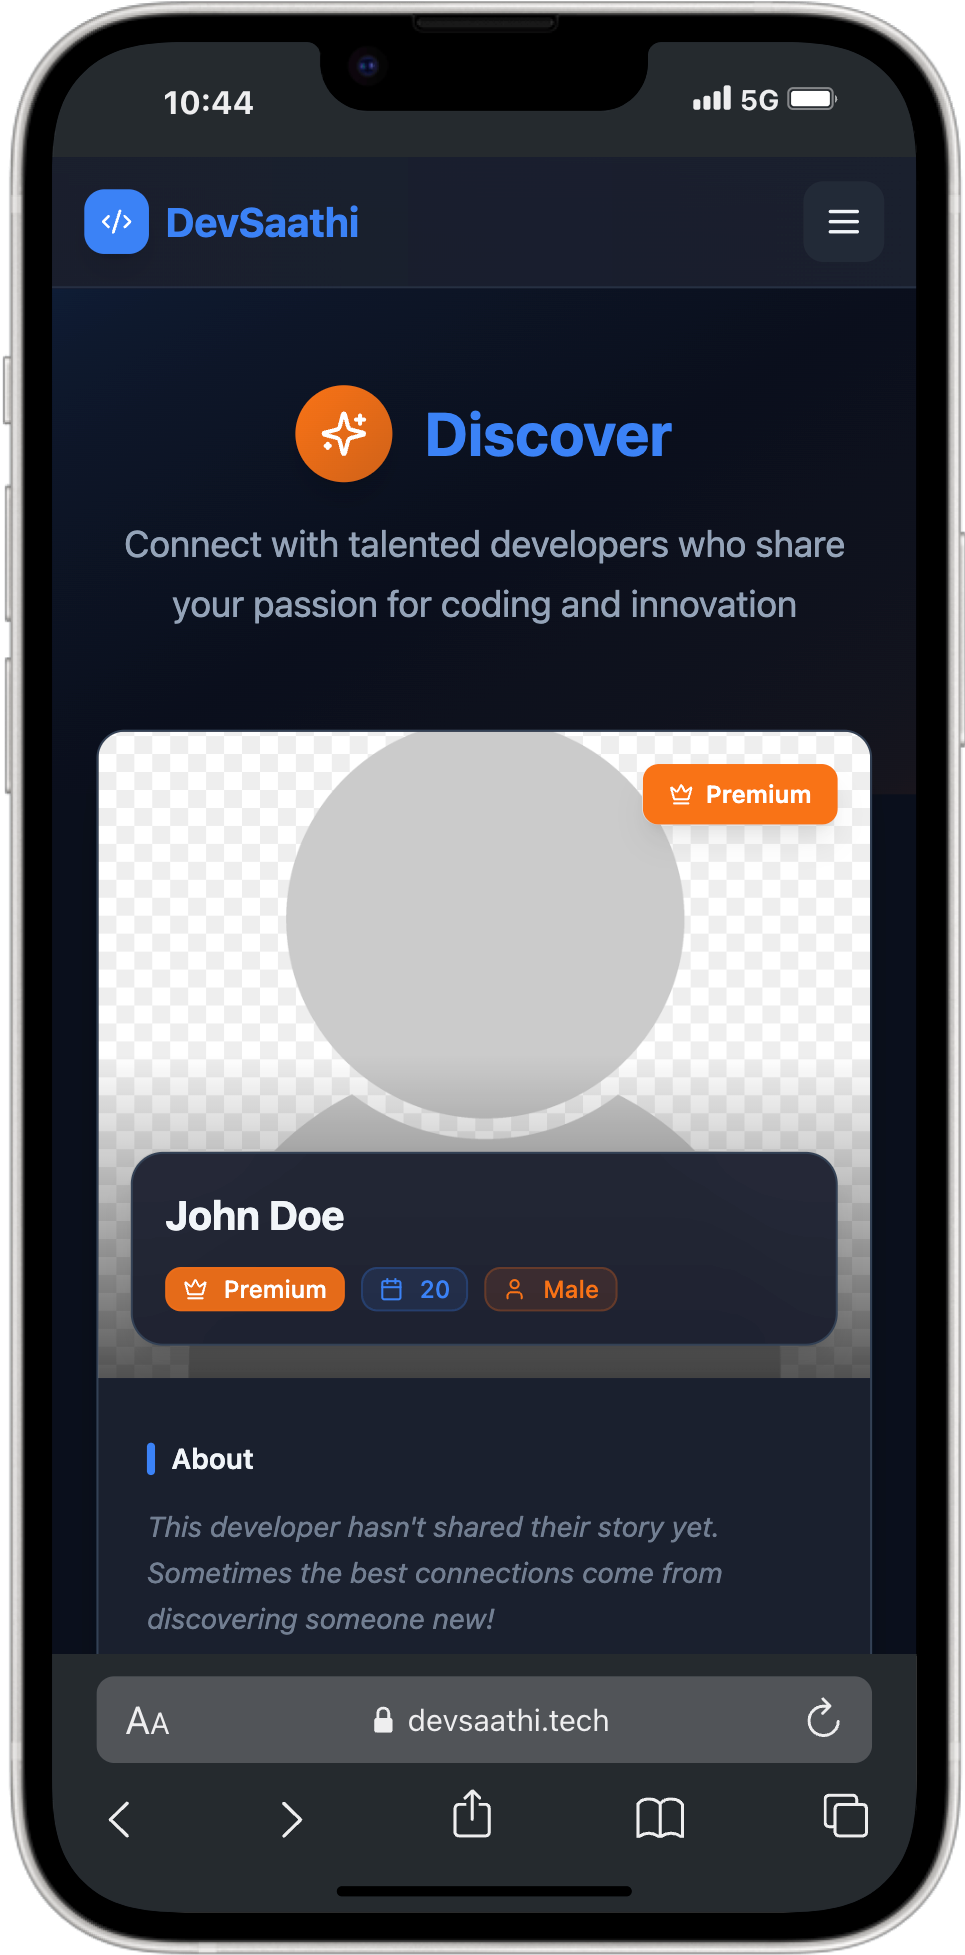 10:44
5G
DevSaathi
Discover
Connect with talented developers who share
your passion for coding and innovation
Premium
John Doe
Premium
20
Male
About
This developer hasn't shared their story yet.
Sometimes the best connections come from
discovering someone new!
AA
devsaathi.tech